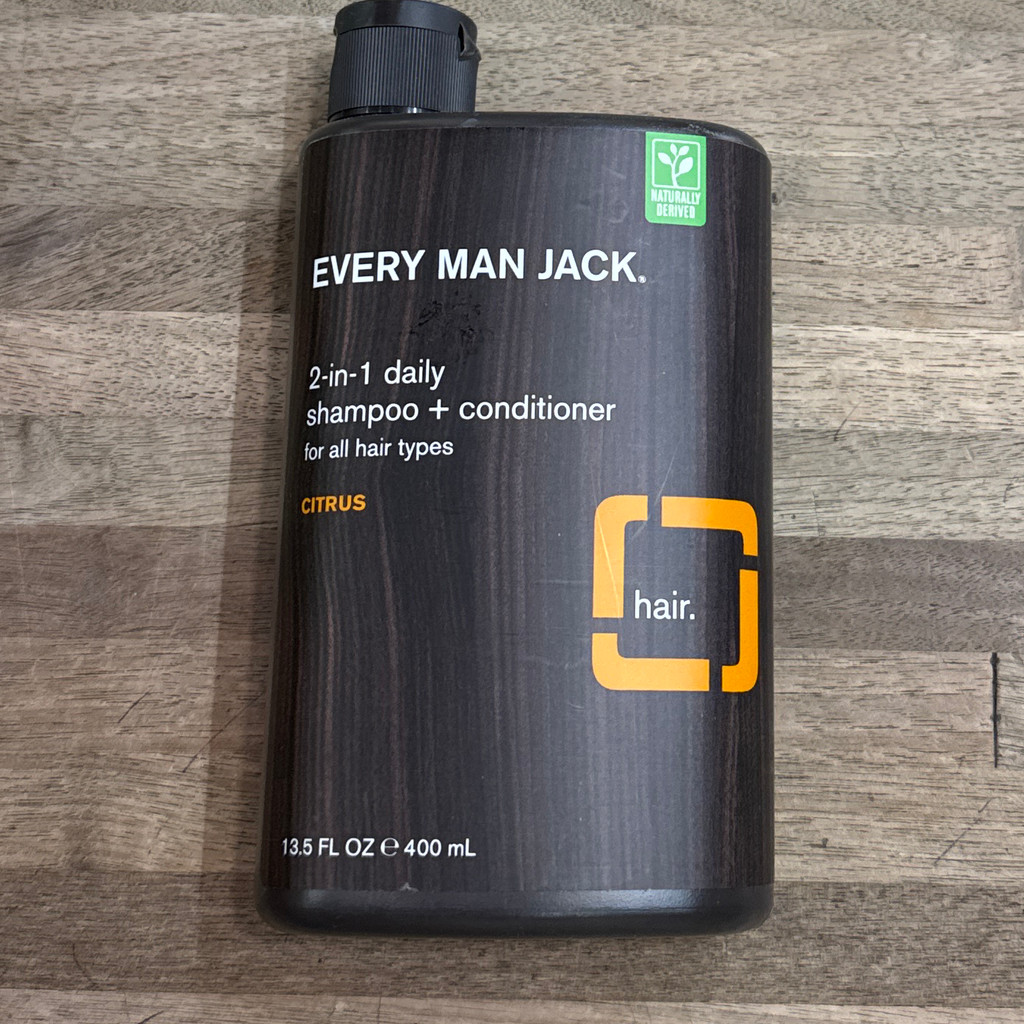 NATURALLY
DERIVED
EVERY MAN JACK®
2-in-1 daily
shampoo + conditioner
for all hair types
CITRUS
hair.
13.5 FL OZ ℮ 400 mL